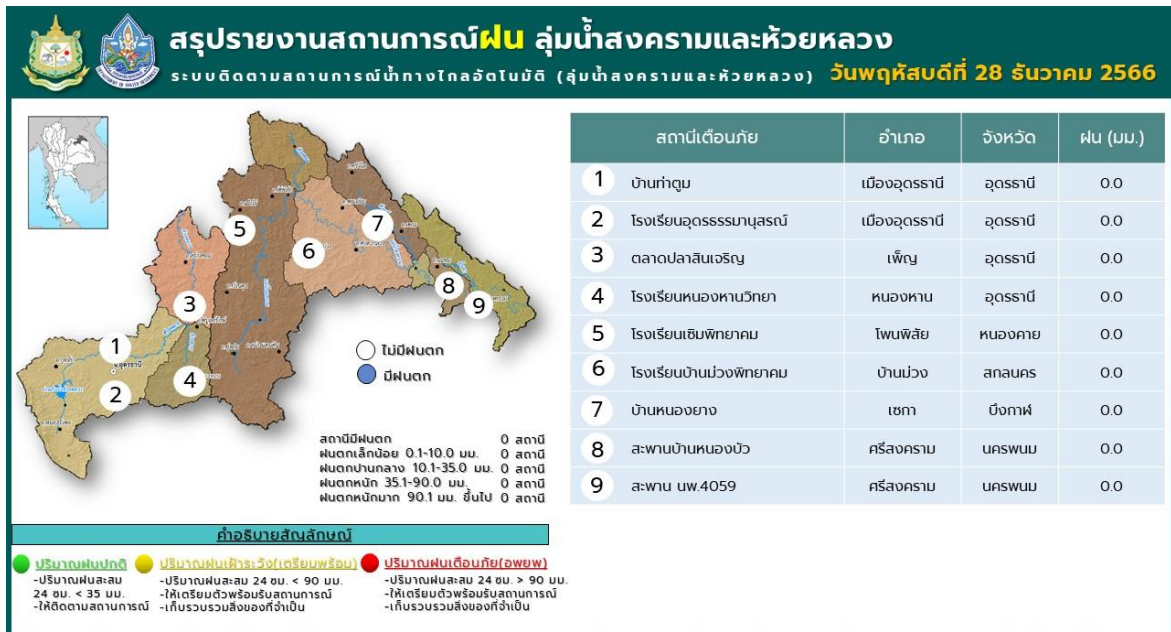 สรุปรายงานสถานการณ์ฝน ลุ่มน้ำสงครามและห้วยหลวง
ระบบติดตามสถานการณ์น้ำทางไกลอัตโนมัติ (ลุ่มน้ำสงครามและห้วยหลวง) วันพฤหัสบดีที่ 28 ธันวาคม 2566
สถานีเตือนภัย อำเภอ จังหวัด ฝน (มม.)
1 บ้านท่าตูม เมืองอุดรธานี อุดรธานี 0.0
2 โรงเรียนอุดรธรรมานุสรณ์ เมืองอุดรธานี อุดรธานี 0.0
3 ตลาดปลาสินเจริญ เพ็ญ อุดรธานี 0.0
4 โรงเรียนหนองหานวิทยา หนองหาน อุดรธานี 0.0
5 โรงเรียนเซิมพิทยาคม โพนพิสัย หนองคาย 0.0
6 โรงเรียนบ้านม่วงพิทยาคม บ้านม่วง สกลนคร 0.0
7 บ้านหนองยาง เซกา บึงกาฬ 0.0
8 สะพานบ้านหนองบัว ศรีสงคราม นครพนม 0.0
9 สะพาน นพ.4059 ศรีสงคราม นครพนม 0.0
5
7
6
8
9
3
1
4
2
อ.อุดรธานี
ไม่มีฝนตก
มีฝนตก
สถานีมีฝนตก 0 สถานี
ฝนตกเล็กน้อย 0.1-10.0 มม. 0 สถานี
ฝนตกปานกลาง 10.1-35.0 มม. 0 สถานี
ฝนตกหนัก 35.1-90.0 มม. 0 สถานี
ฝนตกหนักมาก 90.1 มม. ขึ้นไป 0 สถานี
คำอธิบายสัญลักษณ์
ปริมาณฝนปกติ
-ปริมาณฝนสะสม
24 ชม. < 35 มม.
-ให้ติดตามสถานการณ์
ปริมาณฝนเฝ้าระวัง(เตรียมพร้อม)
-ปริมาณฝนสะสม 24 ชม. < 90 มม.
-ให้เตรียมตัวพร้อมรับสถานการณ์
-เก็บรวบรวมสิ่งของที่จำเป็น
ปริมาณฝนเตือนภัย(อพยพ)
-ปริมาณฝนสะสม 24 ชม. > 90 มม.
-ให้เตรียมตัวพร้อมรับสถานการณ์
-เก็บรวบรวมสิ่งของที่จำเป็น